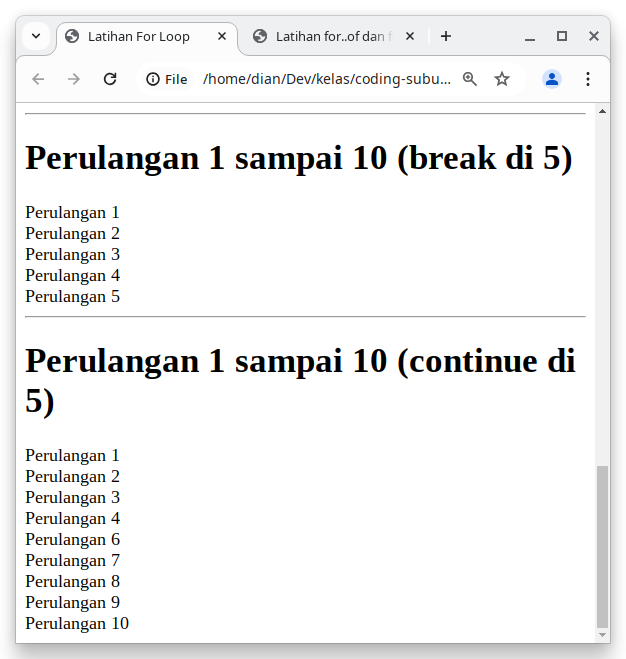 Latihan For Loop
Latihan for..of dan f
File /home/dian/Dev/kelas/coding-subu...
Perulangan 1 sampai 10 (break di 5)
Perulangan 1
Perulangan 2
Perulangan 3
Perulangan 4
Perulangan 5
Perulangan 1 sampai 10 (continue di
5)
Perulangan 1
Perulangan 2
Perulangan 3
Perulangan 4
Perulangan 6
Perulangan 7
Perulangan 8
Perulangan 9
Perulangan 10